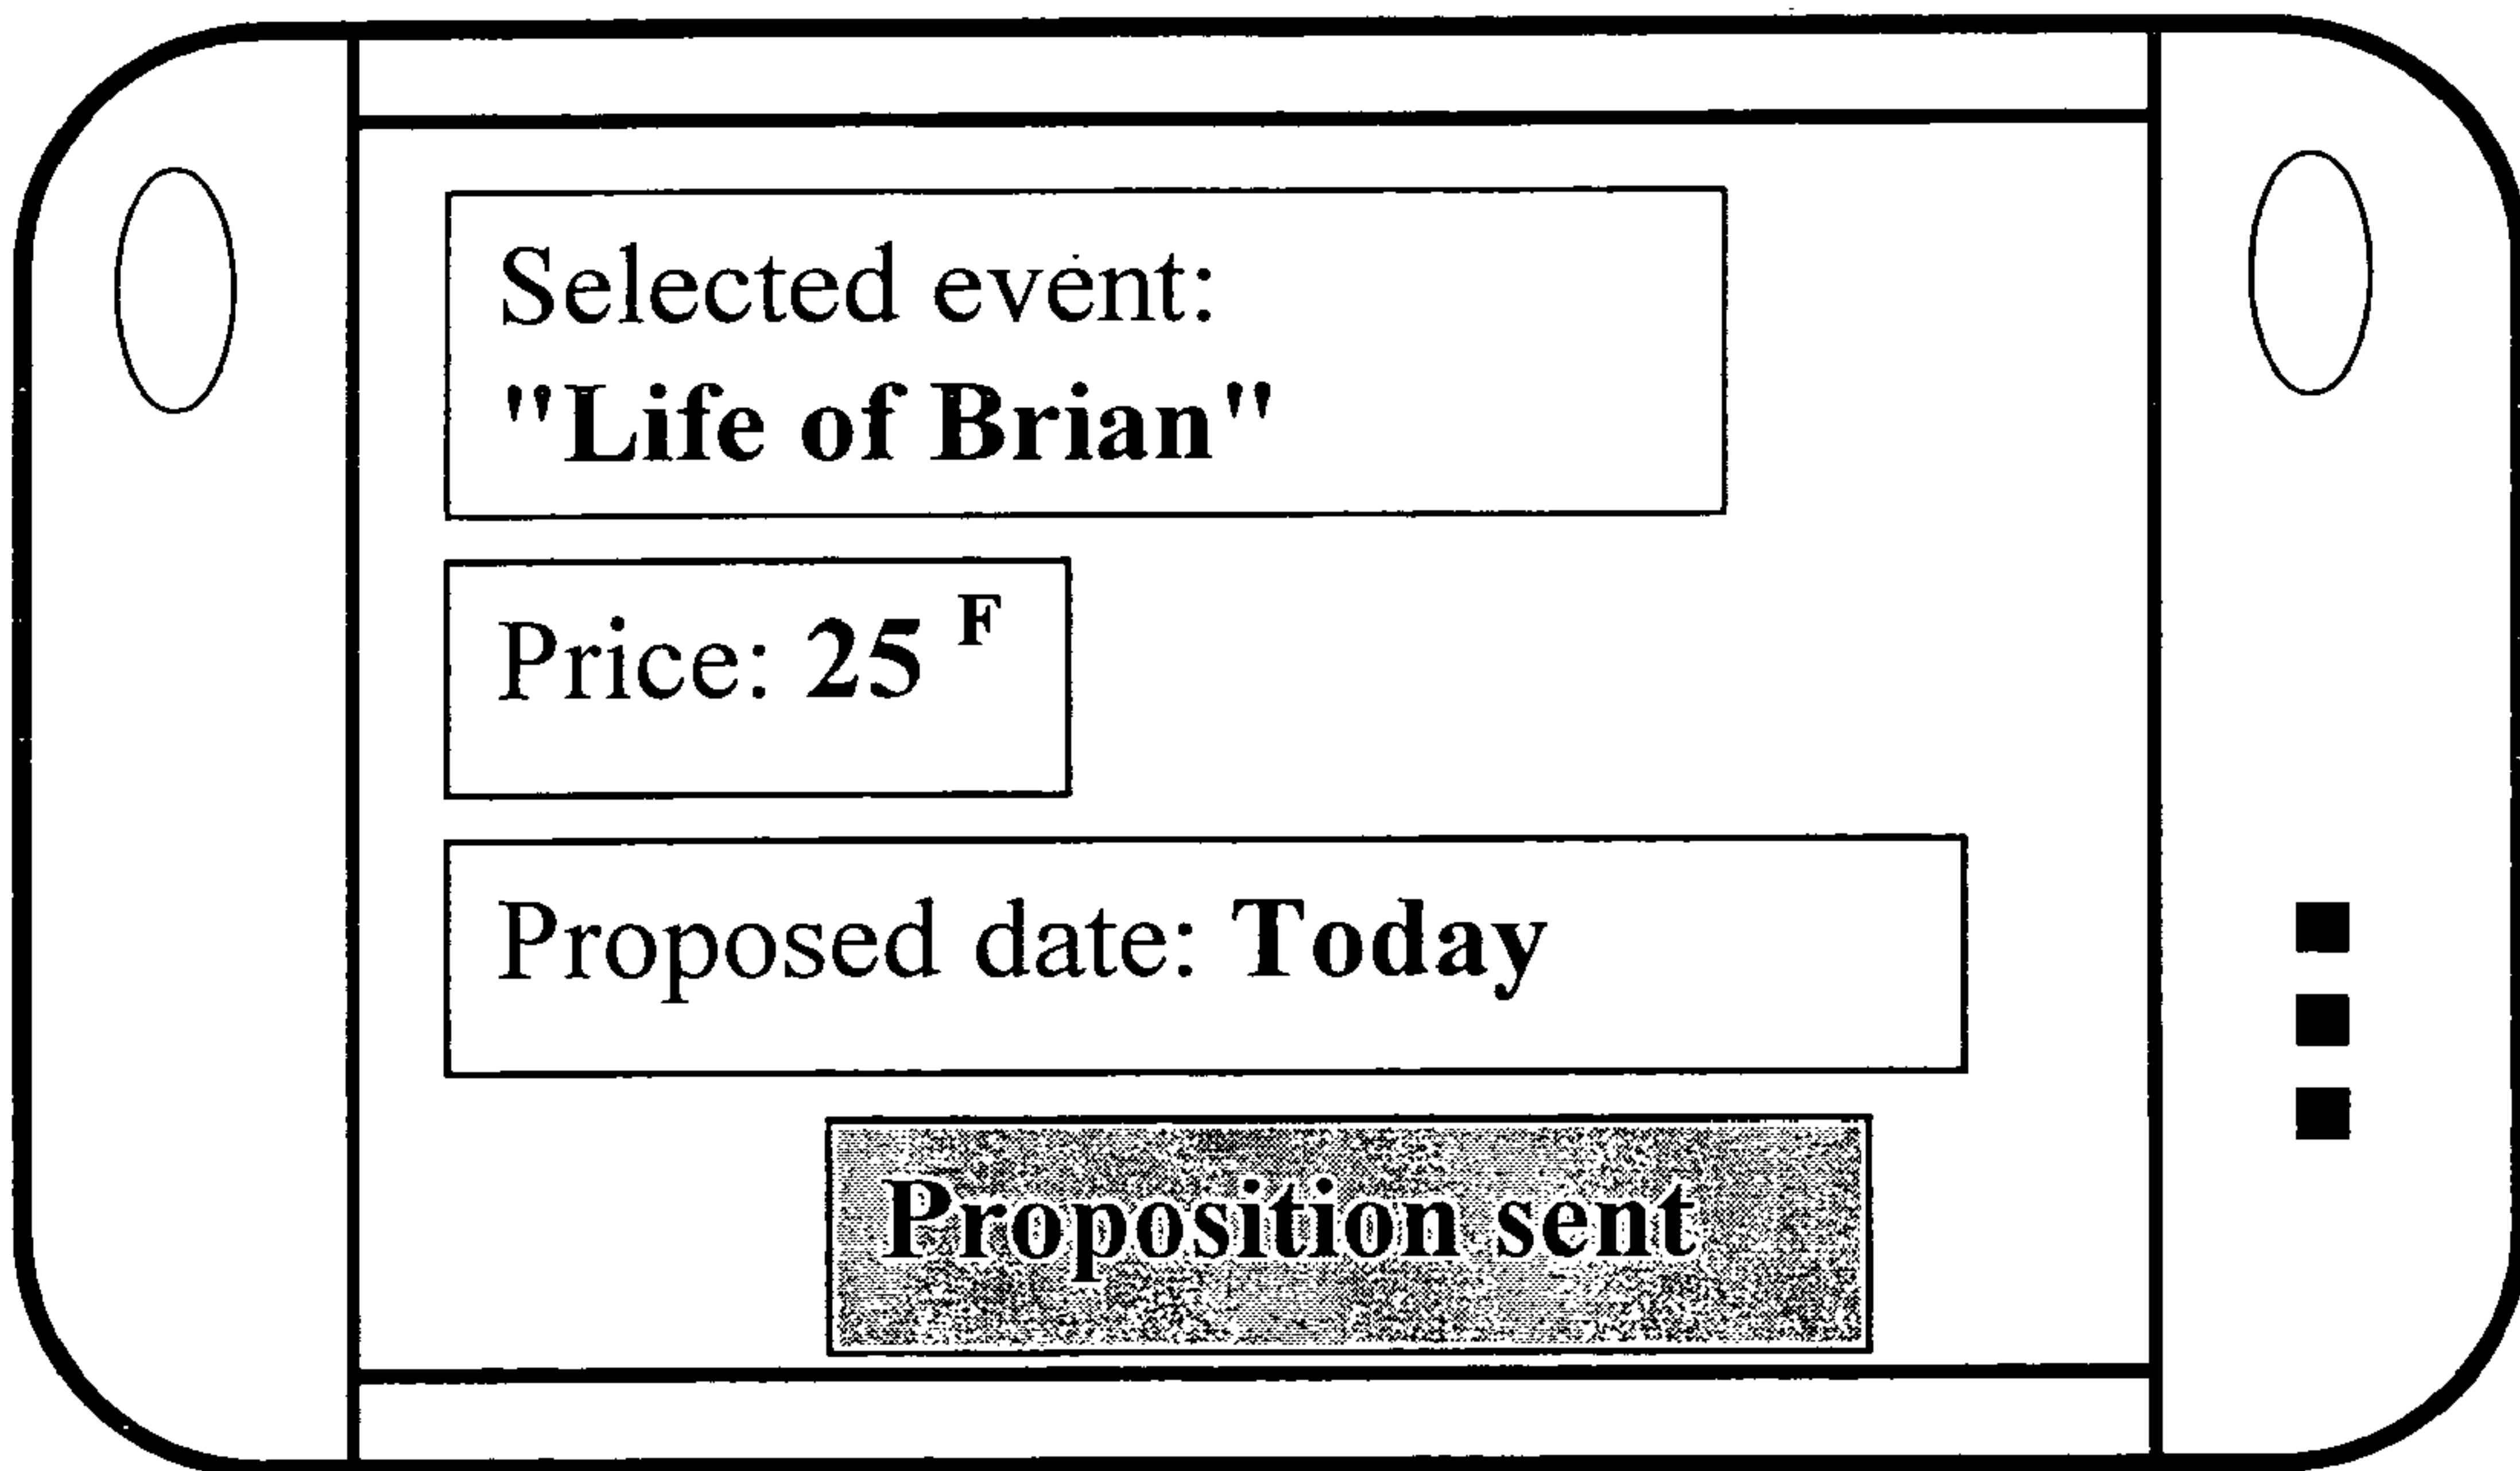 Selected event:
"Life of Brian"
Price: 25 F
Proposed date: Today
Proposition sent